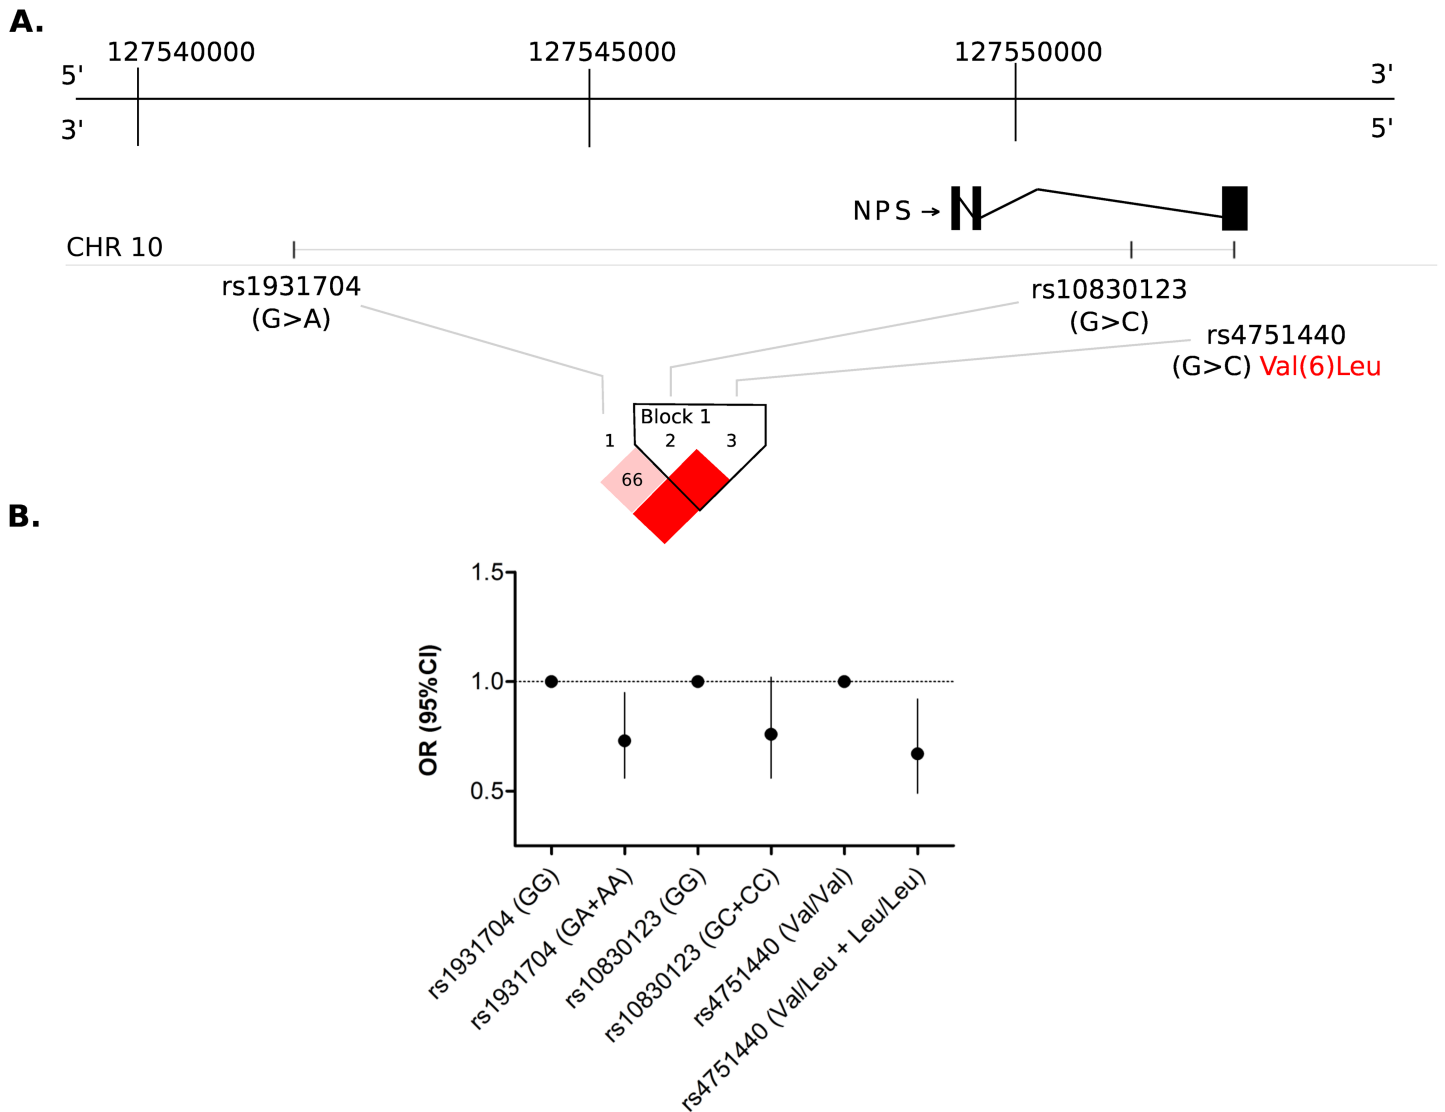 A.
127540000 127545000 127550000
5' 3'
3' 5'
NPS →
CHR 10
rs1931704
(G>A)
rs10830123
(G>C)
rs4751440
(G>C) Val(6)Leu
Block 1
1 2 3
66
B.
OR (95%CI)
1.5
1.0
0.5
rs1931704 (GG)
rs1931704 (GA+AA)
rs10830123 (GG)
rs10830123 (GC+CC)
rs4751440 (Val/Val)
rs4751440 (Val/Leu + Leu/Leu)